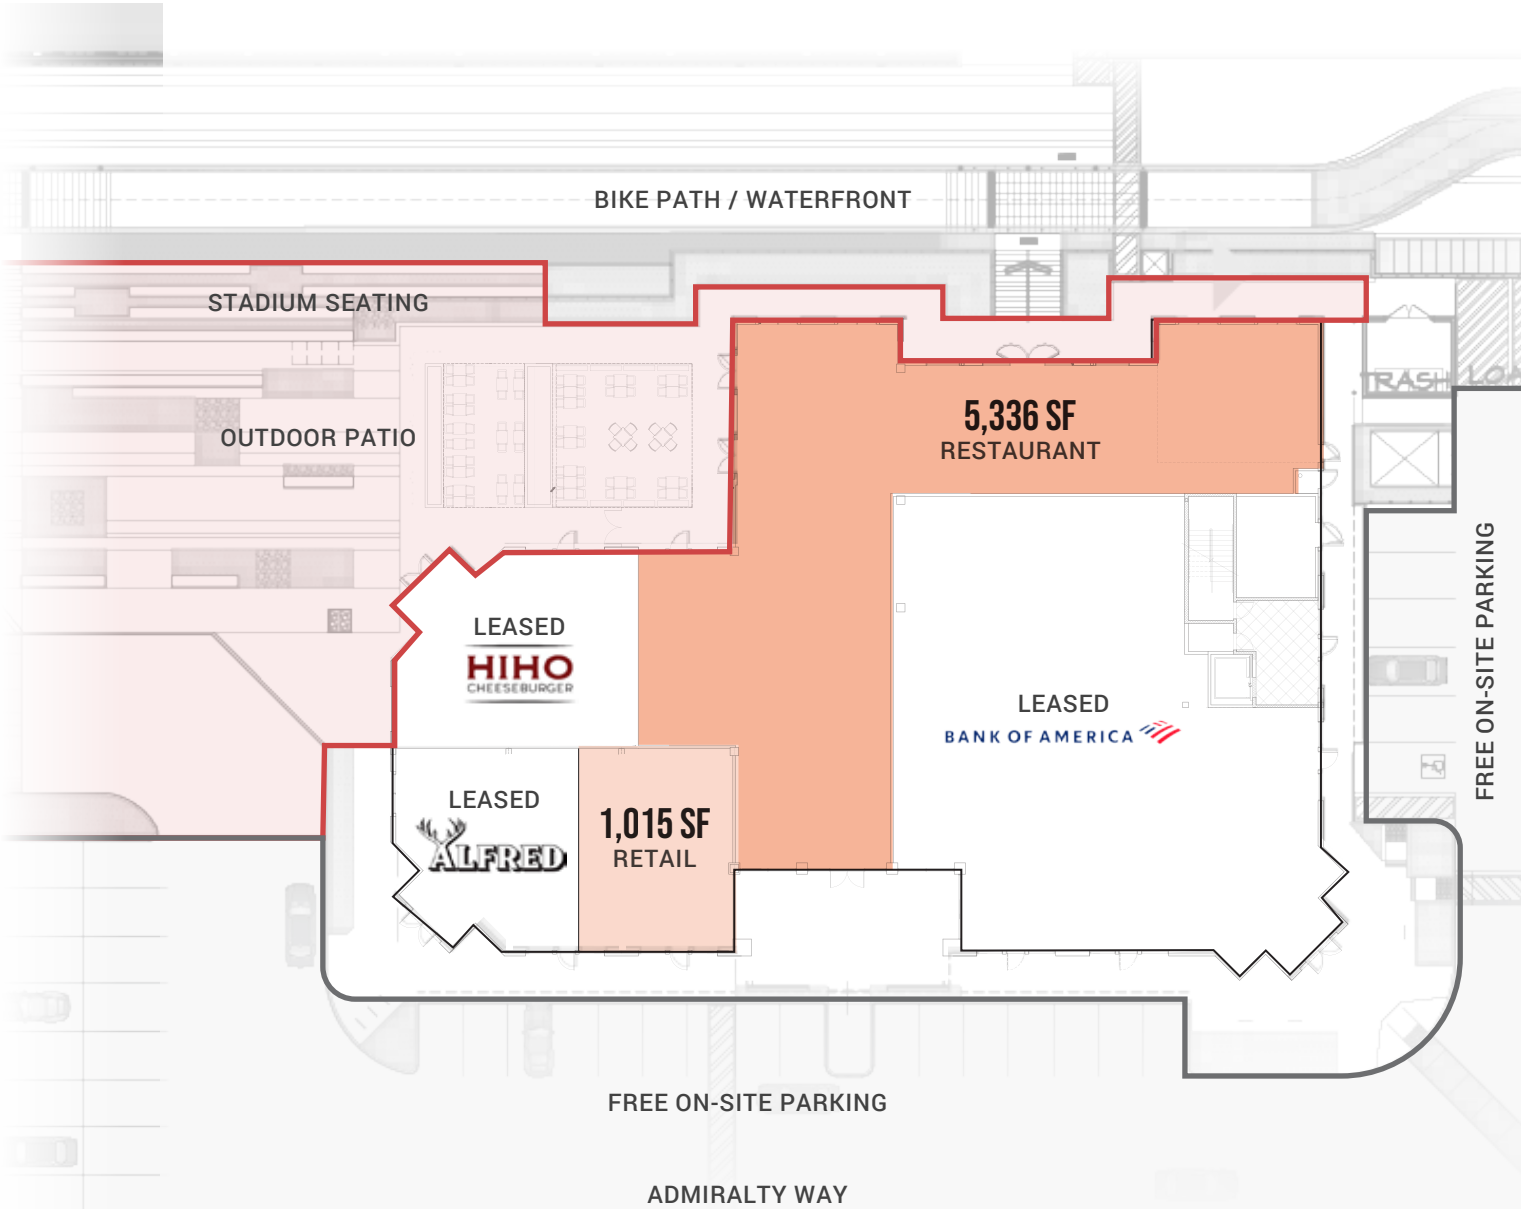 BIKE PATH / WATERFRONT
STADIUM SEATING
TRASH
OUTDOOR PATIO
5,336 SF
RESTAURANT
LEASED
HIHO
CHEESEBURGER
LEASED
BANK OF AMERICA
FREE ON-SITE PARKING
LEASED
ALFRED
1,015 SF
RETAIL
FREE ON-SITE PARKING
ADMIRALTY WAY